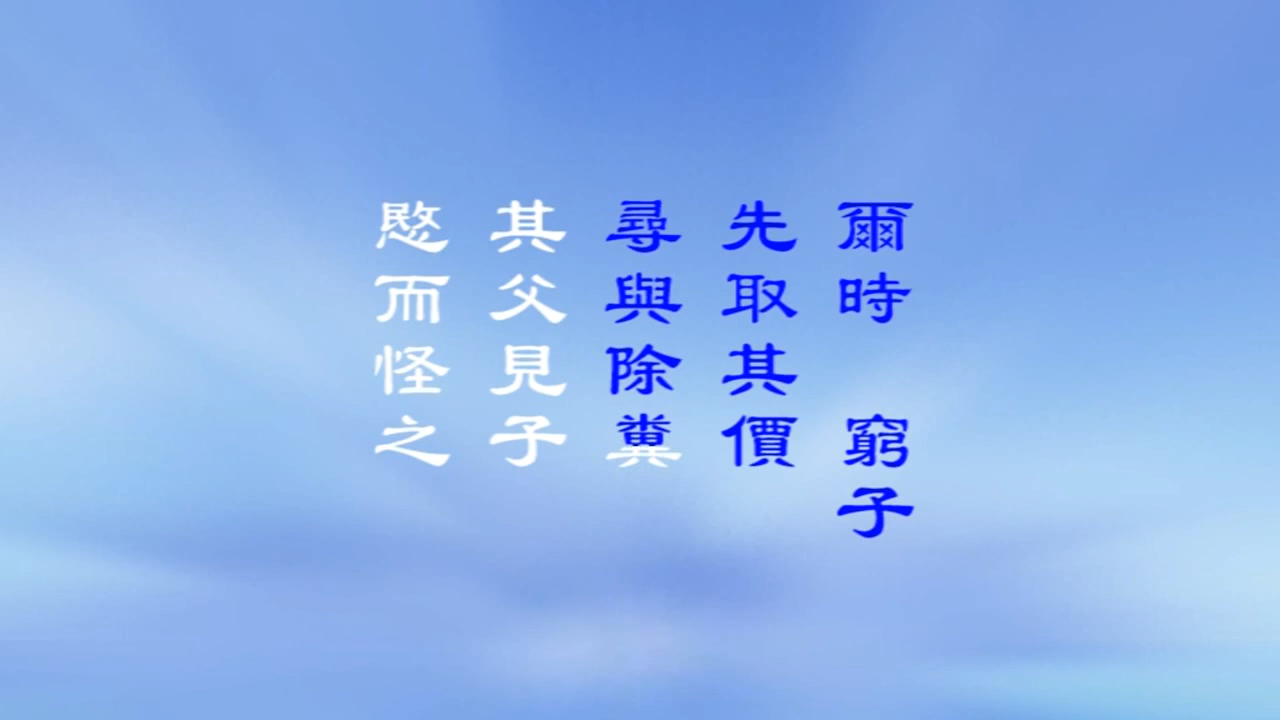 爾時 窮子
先取其價
尋與除糞
其父見子
愍而怪之